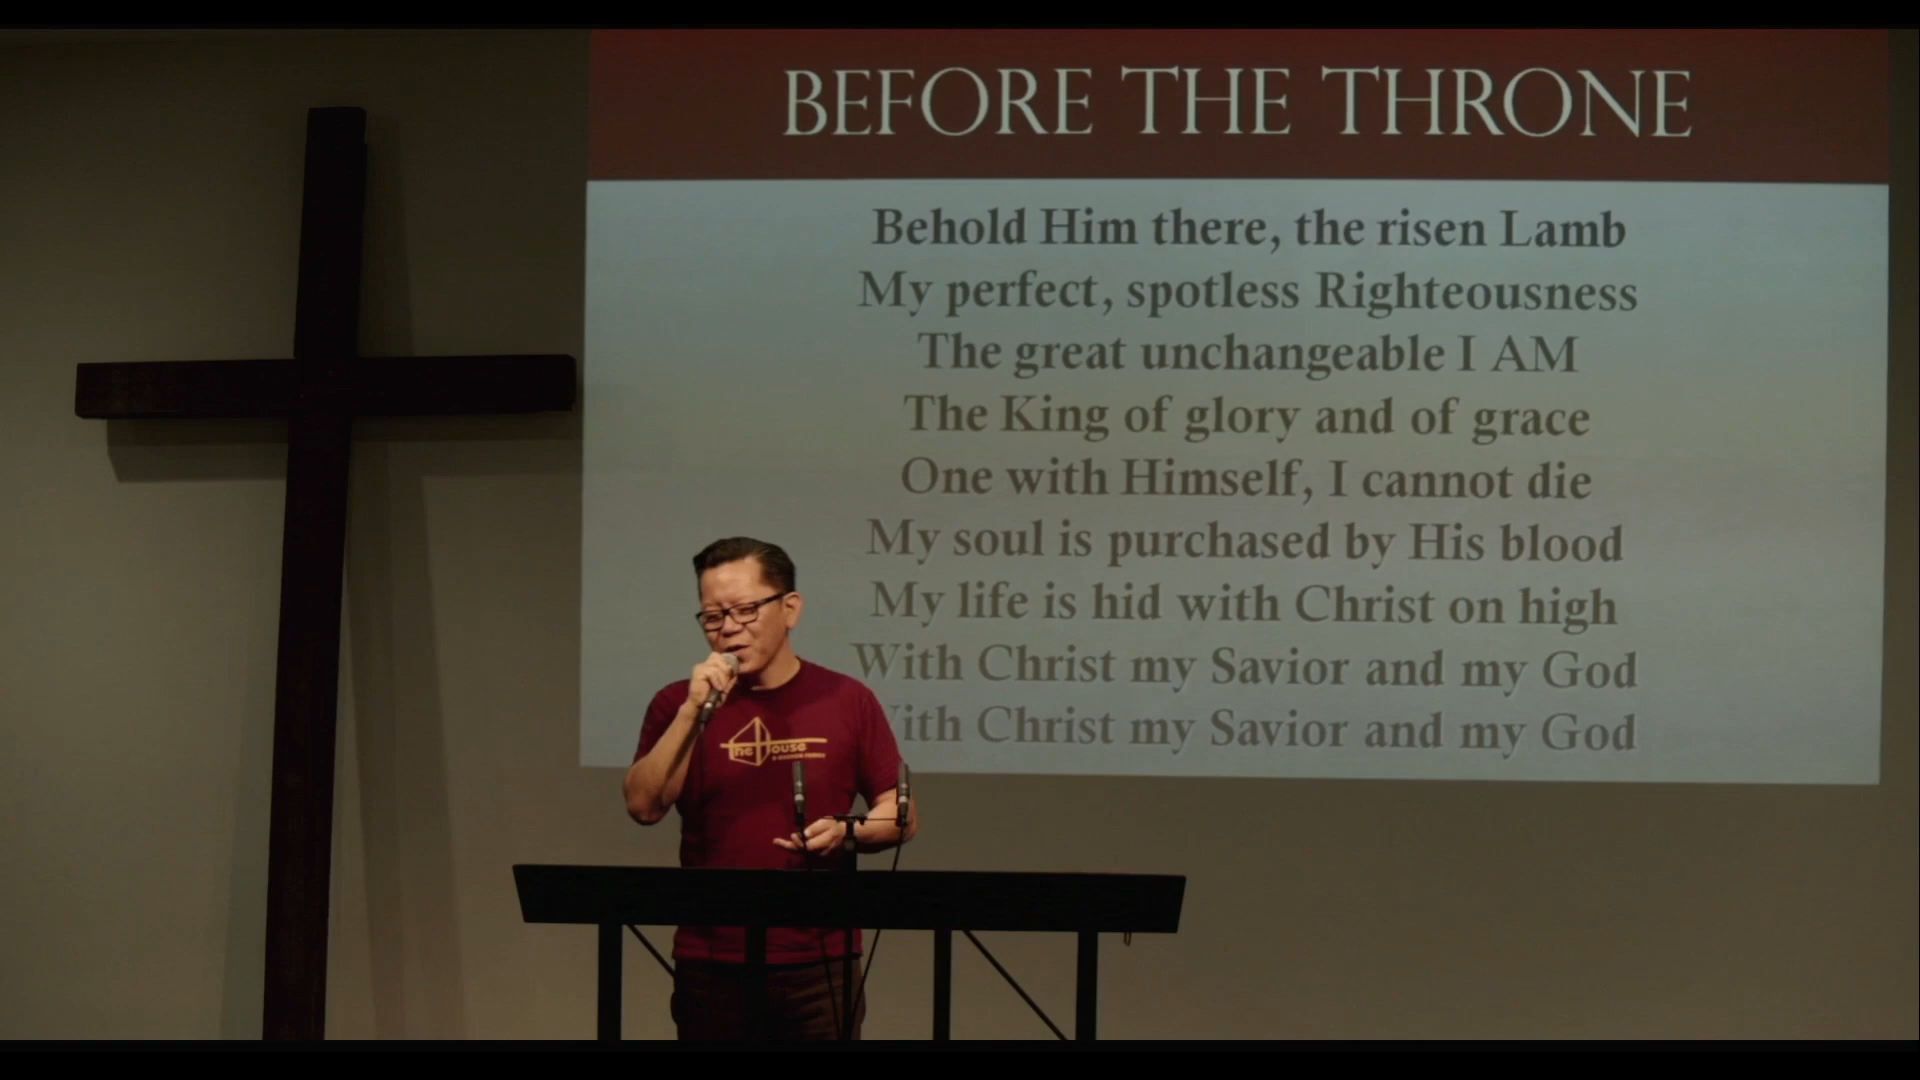 BEFORE THE THRONE
Behold Him there, the risen Lamb
My perfect, spotless Righteousness
The great unchangeable I AM
The King of glory and of grace
One with Himself, I cannot die
My soul is purchased by His blood
My life is hid with Christ on high
With Christ my Savior and my God
With Christ my Savior and my God
The House